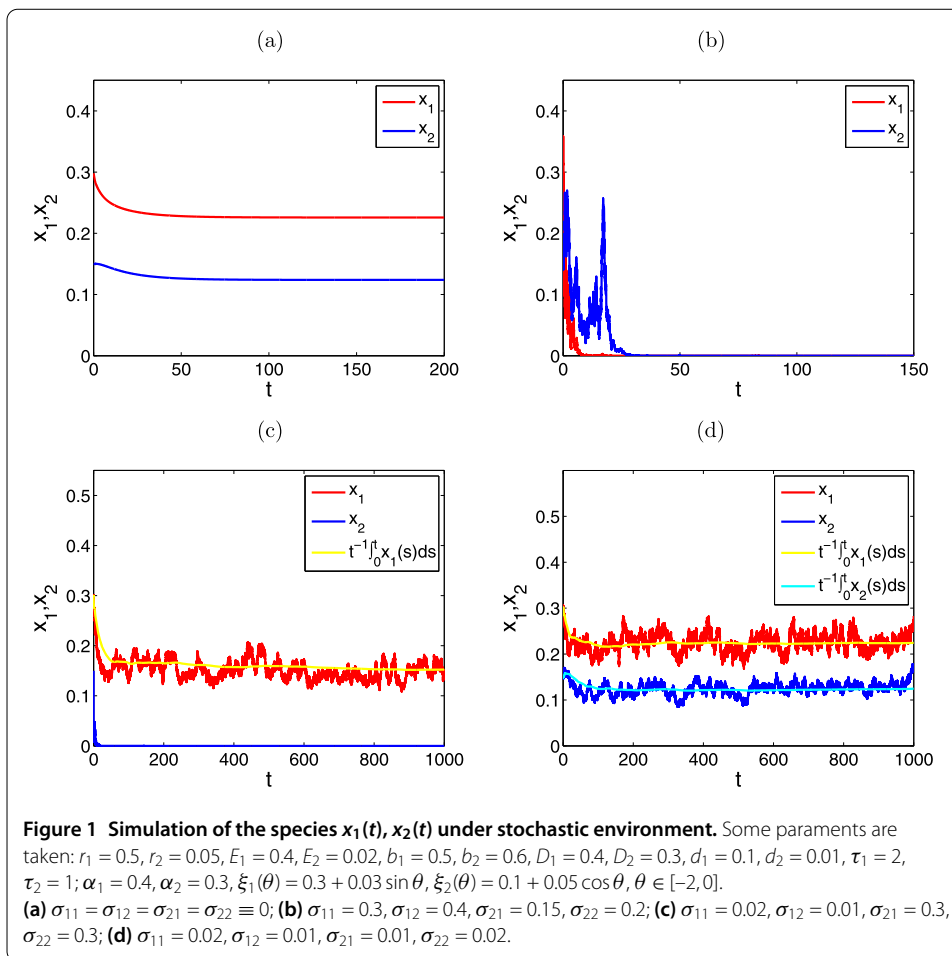 (a)
x₁
x₂
0.4
0.3
0.2
0.1
0
x₁,x₂
0 50 100 150 200
t
(b)
x₁
x₂
0.4
0.3
0.2
0.1
0
x₁,x₂
0 50 100 150
t
(c)
x₁
x₂
t⁻¹∫₀ᵗx₁(s)ds
0.5
0.4
0.3
0.2
0.1
0
x₁,x₂
0 200 400 600 800 1000
t
(d)
x₁
x₂
t⁻¹∫₀ᵗx₁(s)ds
t⁻¹∫₀ᵗx₂(s)ds
0.5
0.4
0.3
0.2
0.1
0
x₁,x₂
0 200 400 600 800 1000
t
Figure 1 Simulation of the species x₁(t), x₂(t) under stochastic environment. Some paraments are
taken: r₁ = 0.5, r₂ = 0.05, E₁ = 0.4, E₂ = 0.02, b₁ = 0.5, b₂ = 0.6, D₁ = 0.4, D₂ = 0.3, d₁ = 0.1, d₂ = 0.01, τ₁ = 2,
τ₂ = 1; α₁ = 0.4, α₂ = 0.3, ξ₁(θ) = 0.3 + 0.03 sin θ, ξ₂(θ) = 0.1 + 0.05 cos θ, θ ∈ [–2, 0].
(a) σ₁₁ = σ₁₂ = σ₂₁ = σ₂₂ ≡ 0; (b) σ₁₁ = 0.3, σ₁₂ = 0.4, σ₂₁ = 0.15, σ₂₂ = 0.2; (c) σ₁₁ = 0.02, σ₁₂ = 0.01, σ₂₁ = 0.3,
σ₂₂ = 0.3; (d) σ₁₁ = 0.02, σ₁₂ = 0.01, σ₂₁ = 0.01, σ₂₂ = 0.02.